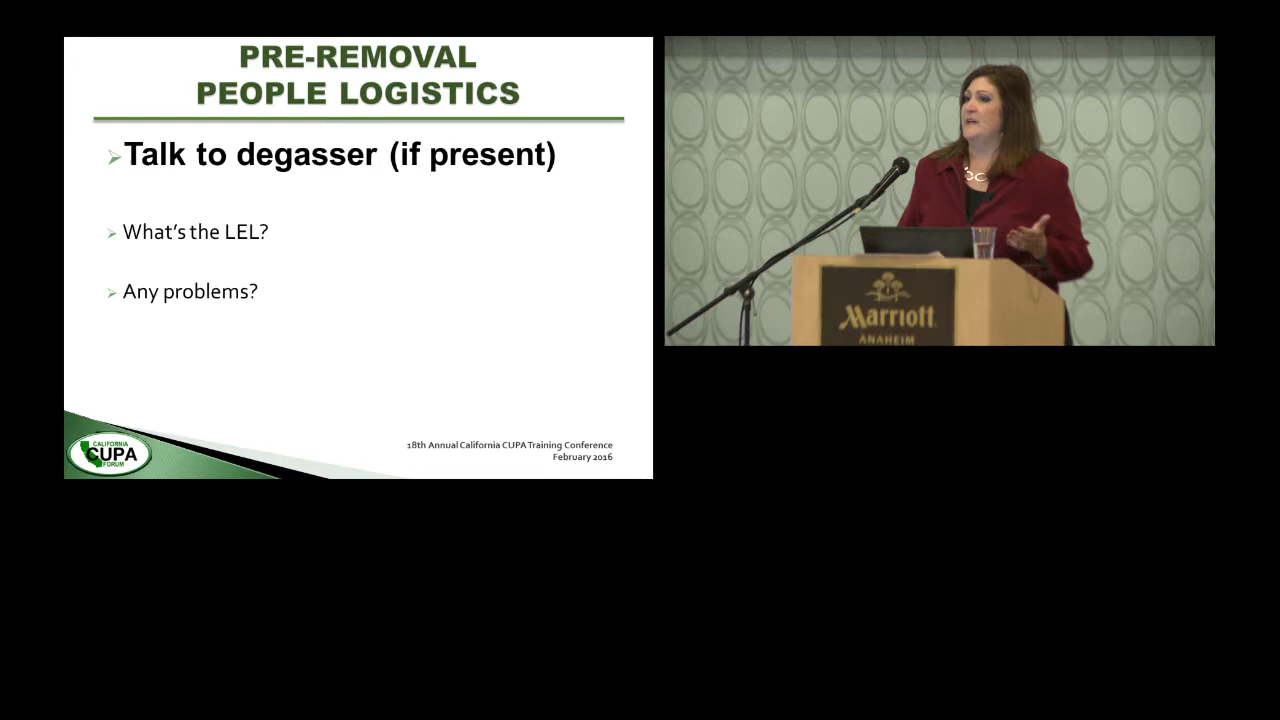 PRE-REMOVAL
PEOPLE LOGISTICS
Talk to degasser (if present)
What's the LEL?
Any problems?
18th Annual California CUPA Training Conference
February 2016
CALIFORNIA
CUPA
FORUM
Marriott
ANAHEIM